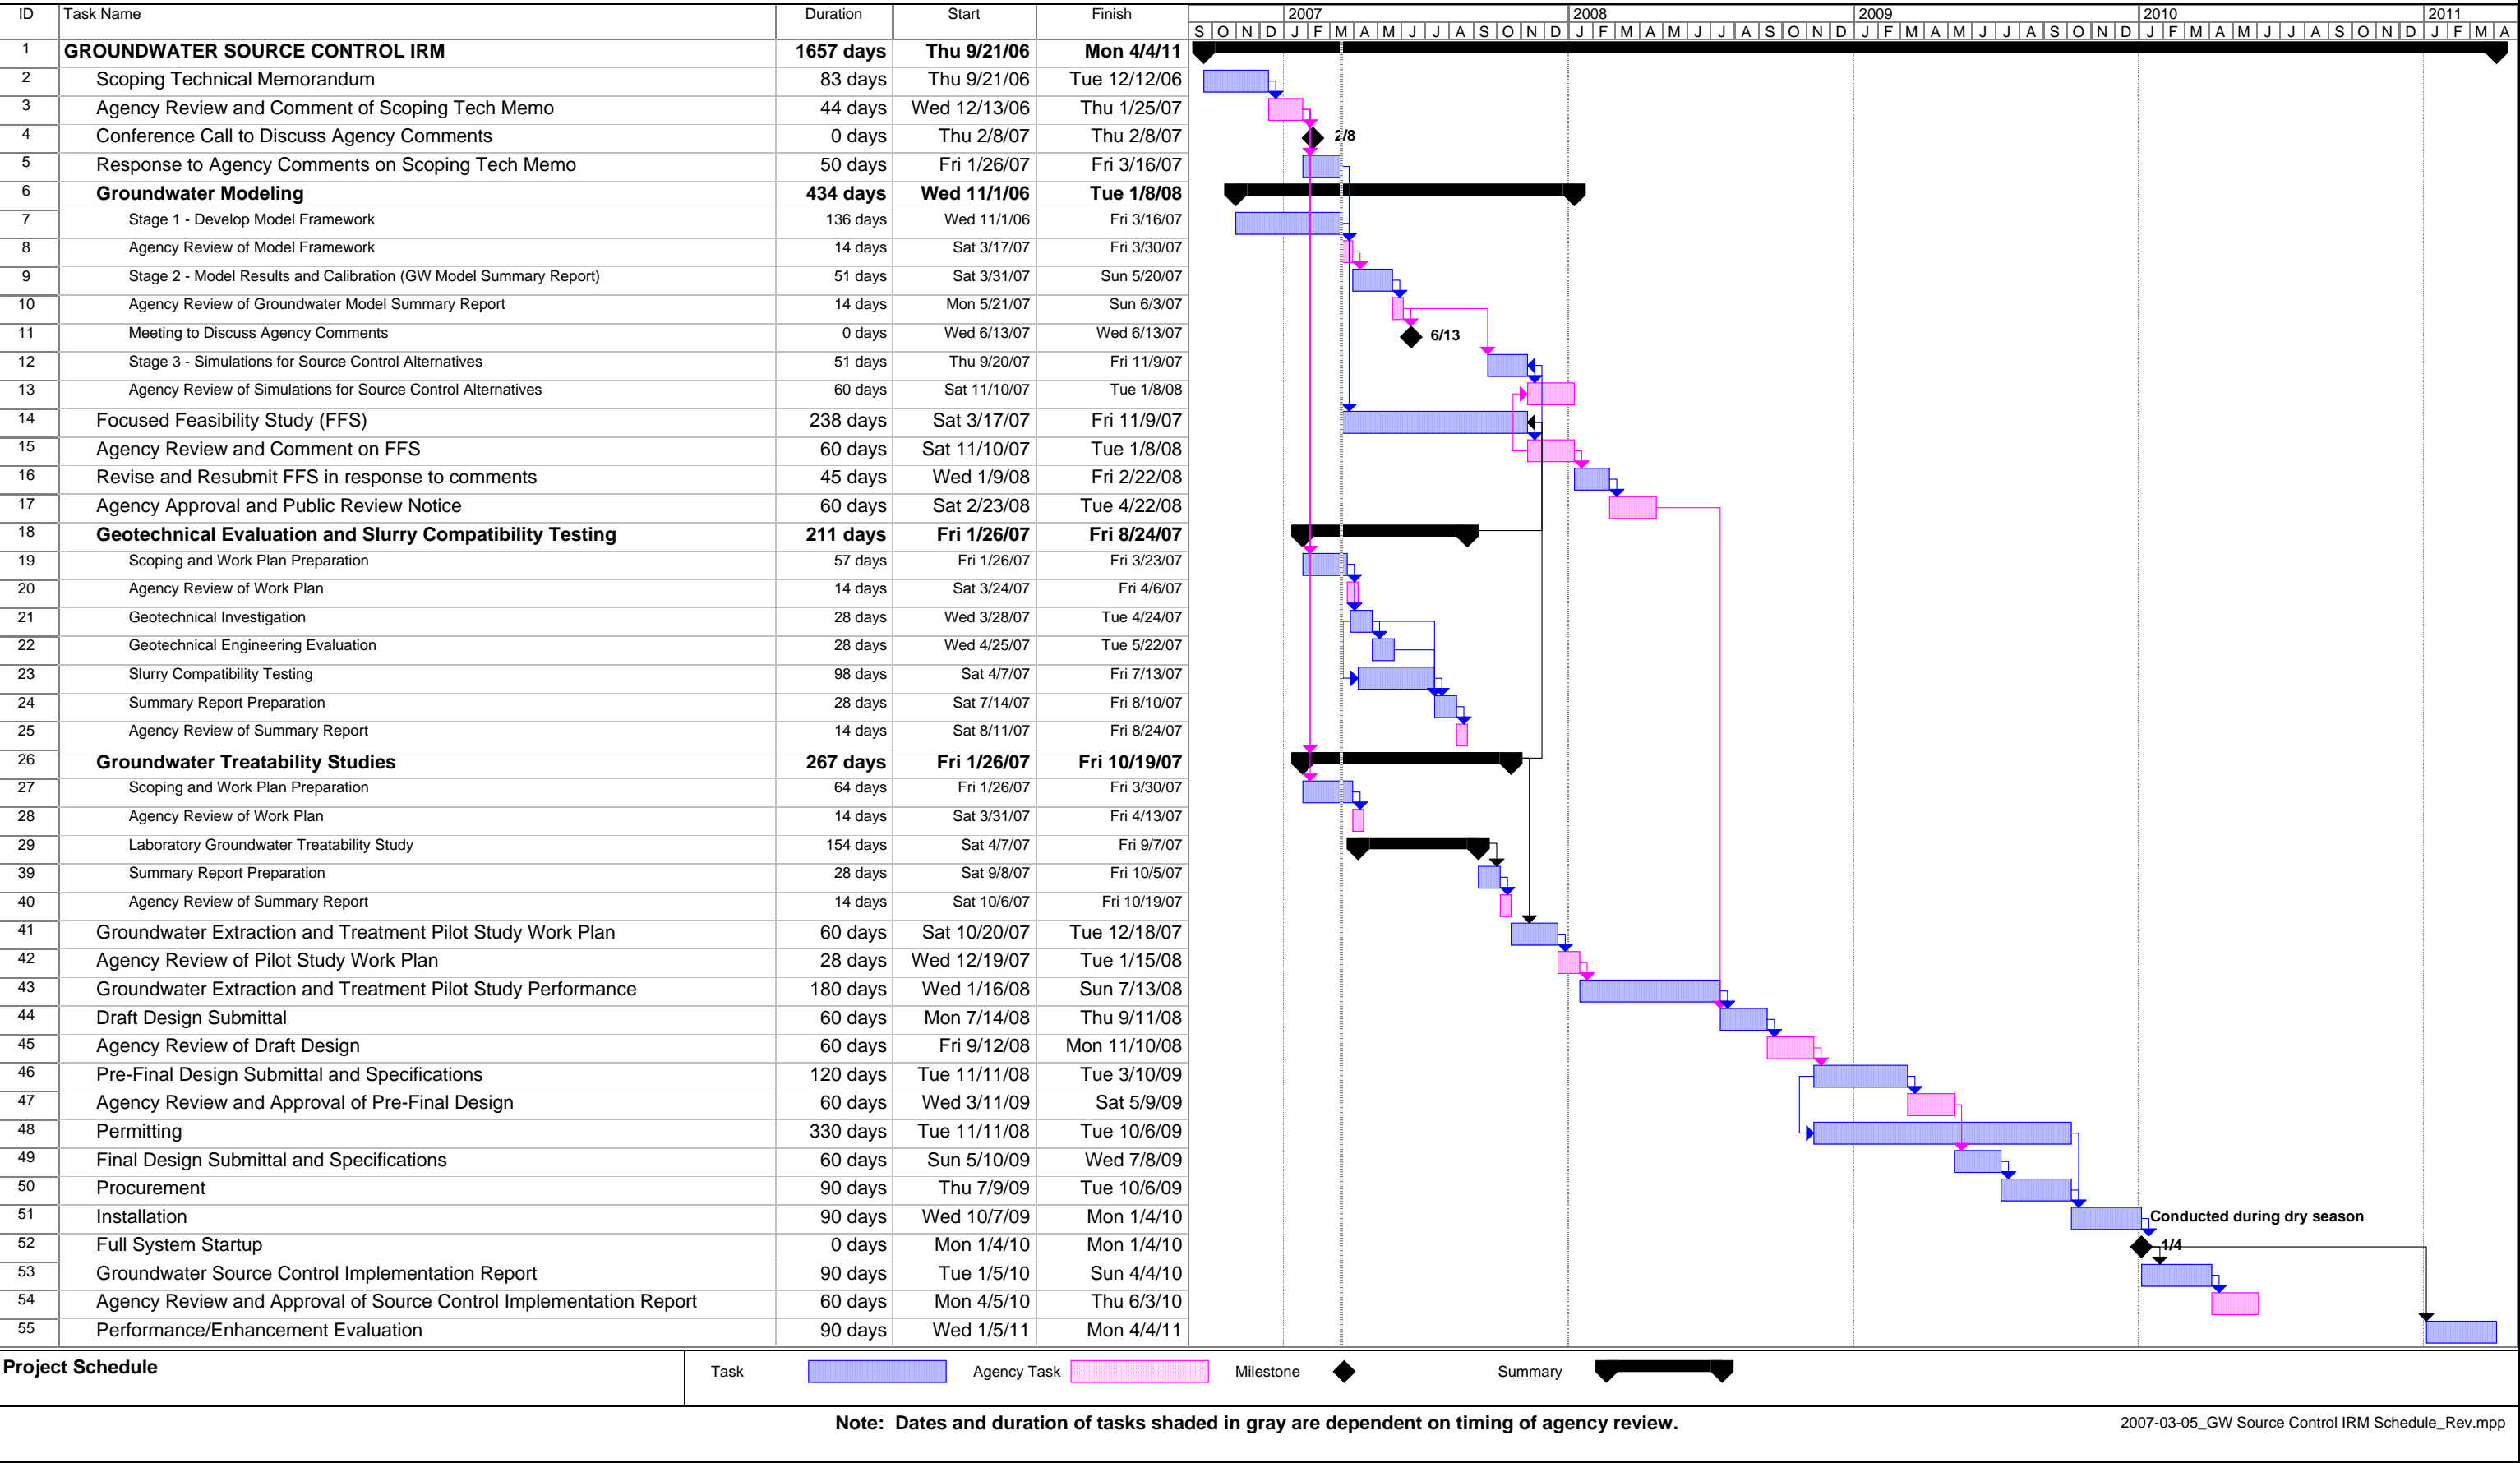 ID Task Name Duration Start Finish 2007 2008 2009 2010 2011
S O N D J F M A M J J A S O N D J F M A M J J A S O N D J F M A M J J A S O N D J F M A M J J A S O N D J F M A
1 GROUNDWATER SOURCE CONTROL IRM 1657 days Thu 9/21/06 Mon 4/4/11
2 Scoping Technical Memorandum 83 days Thu 9/21/06 Tue 12/12/06
3 Agency Review and Comment of Scoping Tech Memo 44 days Wed 12/13/06 Thu 1/25/07
4 Conference Call to Discuss Agency Comments 0 days Thu 2/8/07 Thu 2/8/07 2/8
5 Response to Agency Comments on Scoping Tech Memo 50 days Fri 1/26/07 Fri 3/16/07
6 Groundwater Modeling 434 days Wed 11/1/06 Tue 1/8/08
7 Stage 1 - Develop Model Framework 136 days Wed 11/1/06 Fri 3/16/07
8 Agency Review of Model Framework 14 days Sat 3/17/07 Fri 3/30/07
9 Stage 2 - Model Results and Calibration (GW Model Summary Report) 51 days Sat 3/31/07 Sun 5/20/07
10 Agency Review of Groundwater Model Summary Report 14 days Mon 5/21/07 Sun 6/3/07
11 Meeting to Discuss Agency Comments 0 days Wed 6/13/07 Wed 6/13/07 6/13
12 Stage 3 - Simulations for Source Control Alternatives 51 days Thu 9/20/07 Fri 11/9/07
13 Agency Review of Simulations for Source Control Alternatives 60 days Sat 11/10/07 Tue 1/8/08
14 Focused Feasibility Study (FFS) 238 days Sat 3/17/07 Fri 11/9/07
15 Agency Review and Comment on FFS 60 days Sat 11/10/07 Tue 1/8/08
16 Revise and Resubmit FFS in response to comments 45 days Wed 1/9/08 Fri 2/22/08
17 Agency Approval and Public Review Notice 60 days Sat 2/23/08 Tue 4/22/08
18 Geotechnical Evaluation and Slurry Compatibility Testing 211 days Fri 1/26/07 Fri 8/24/07
19 Scoping and Work Plan Preparation 57 days Fri 1/26/07 Fri 3/23/07
20 Agency Review of Work Plan 14 days Sat 3/24/07 Fri 4/6/07
21 Geotechnical Investigation 28 days Wed 3/28/07 Tue 4/24/07
22 Geotechnical Engineering Evaluation 28 days Wed 4/25/07 Tue 5/22/07
23 Slurry Compatibility Testing 98 days Sat 4/7/07 Fri 7/13/07
24 Summary Report Preparation 28 days Sat 7/14/07 Fri 8/10/07
25 Agency Review of Summary Report 14 days Sat 8/11/07 Fri 8/24/07
26 Groundwater Treatability Studies 267 days Fri 1/26/07 Fri 10/19/07
27 Scoping and Work Plan Preparation 64 days Fri 1/26/07 Fri 3/30/07
28 Agency Review of Work Plan 14 days Sat 3/31/07 Fri 4/13/07
29 Laboratory Groundwater Treatability Study 154 days Sat 4/7/07 Fri 9/7/07
39 Summary Report Preparation 28 days Sat 9/8/07 Fri 10/5/07
40 Agency Review of Summary Report 14 days Sat 10/6/07 Fri 10/19/07
41 Groundwater Extraction and Treatment Pilot Study Work Plan 60 days Sat 10/20/07 Tue 12/18/07
42 Agency Review of Pilot Study Work Plan 28 days Wed 12/19/07 Tue 1/15/08
43 Groundwater Extraction and Treatment Pilot Study Performance 180 days Wed 1/16/08 Sun 7/13/08
44 Draft Design Submittal 60 days Mon 7/14/08 Thu 9/11/08
45 Agency Review of Draft Design 60 days Fri 9/12/08 Mon 11/10/08
46 Pre-Final Design Submittal and Specifications 120 days Tue 11/11/08 Tue 3/10/09
47 Agency Review and Approval of Pre-Final Design 60 days Wed 3/11/09 Sat 5/9/09
48 Permitting 330 days Tue 11/11/08 Tue 10/6/09
49 Final Design Submittal and Specifications 60 days Sun 5/10/09 Wed 7/8/09
50 Procurement 90 days Thu 7/9/09 Tue 10/6/09
51 Installation 90 days Wed 10/7/09 Mon 1/4/10 Conducted during dry season
52 Full System Startup 0 days Mon 1/4/10 Mon 1/4/10 1/4
53 Groundwater Source Control Implementation Report 90 days Tue 1/5/10 Sun 4/4/10
54 Agency Review and Approval of Source Control Implementation Report 60 days Mon 4/5/10 Thu 6/3/10
55 Performance/Enhancement Evaluation 90 days Wed 1/5/11 Mon 4/4/11
Project Schedule Task Agency Task Milestone Summary
Note: Dates and duration of tasks shaded in gray are dependent on timing of agency review. 2007-03-05_GW Source Control IRM Schedule_Rev.mpp